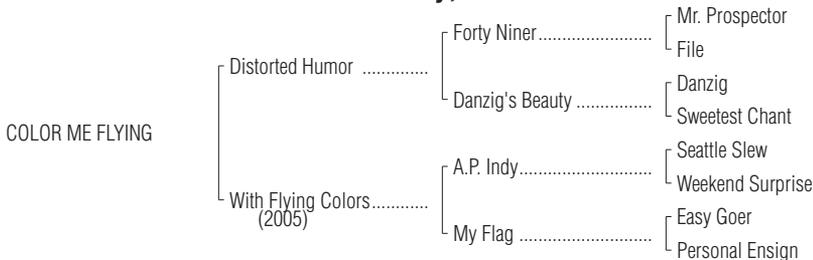 Mr. Prospector
Forty Niner........................
File
Distorted Humor ..............
Danzig
Danzig's Beauty ................
Sweetest Chant
COLOR ME FLYING
Seattle Slew
A.P. Indy............................
Weekend Surprise
With Flying Colors............
(2005)
Easy Goer
My Flag ............................
Personal Ensign